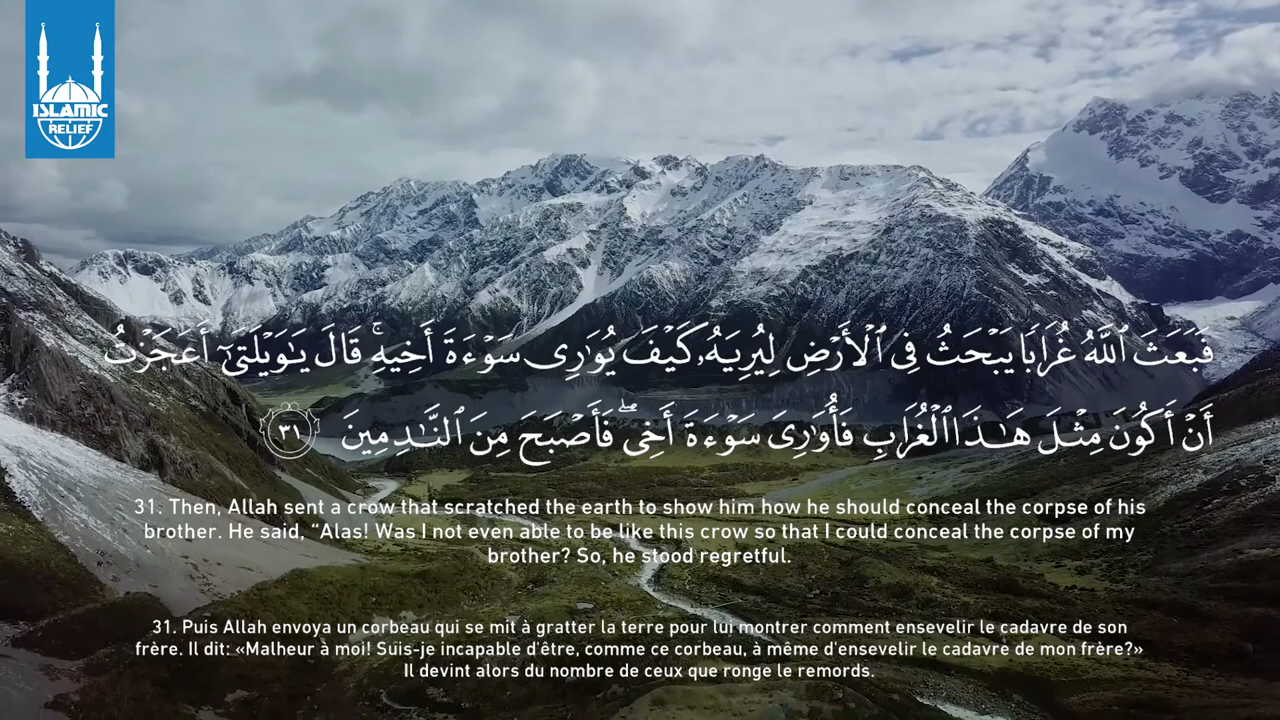 ISLAMIC
RELIEF
فَبَعَثَ ٱللَّهُ غُرَابًا يَبْحَثُ فِى ٱلْأَرْضِ لِيُرِيَهُۥ كَيْفَ يُوَٰرِى سَوْءَةَ أَخِيهِ ۚ قَالَ يَـٰوَيْلَتَىٰٓ أَعَجَزْتُ
أَنْ أَكُونَ مِثْلَ هَـٰذَا ٱلْغُرَابِ فَأُوَٰرِىَ سَوْءَةَ أَخِى ۖ فَأَصْبَحَ مِنَ ٱلنَّـٰدِمِينَ ٣١
31. Then, Allah sent a crow that scratched the earth to show him how he should conceal the corpse of his
brother. He said, “Alas! Was I not even able to be like this crow so that I could conceal the corpse of my
brother? So, he stood regretful.
31. Puis Allah envoya un corbeau qui se mit à gratter la terre pour lui montrer comment ensevelir le cadavre de son
frère. Il dit: «Malheur à moi! Suis-je incapable d'être, comme ce corbeau, à même d'ensevelir le cadavre de mon frère?»
Il devint alors du nombre de ceux que ronge le remords.